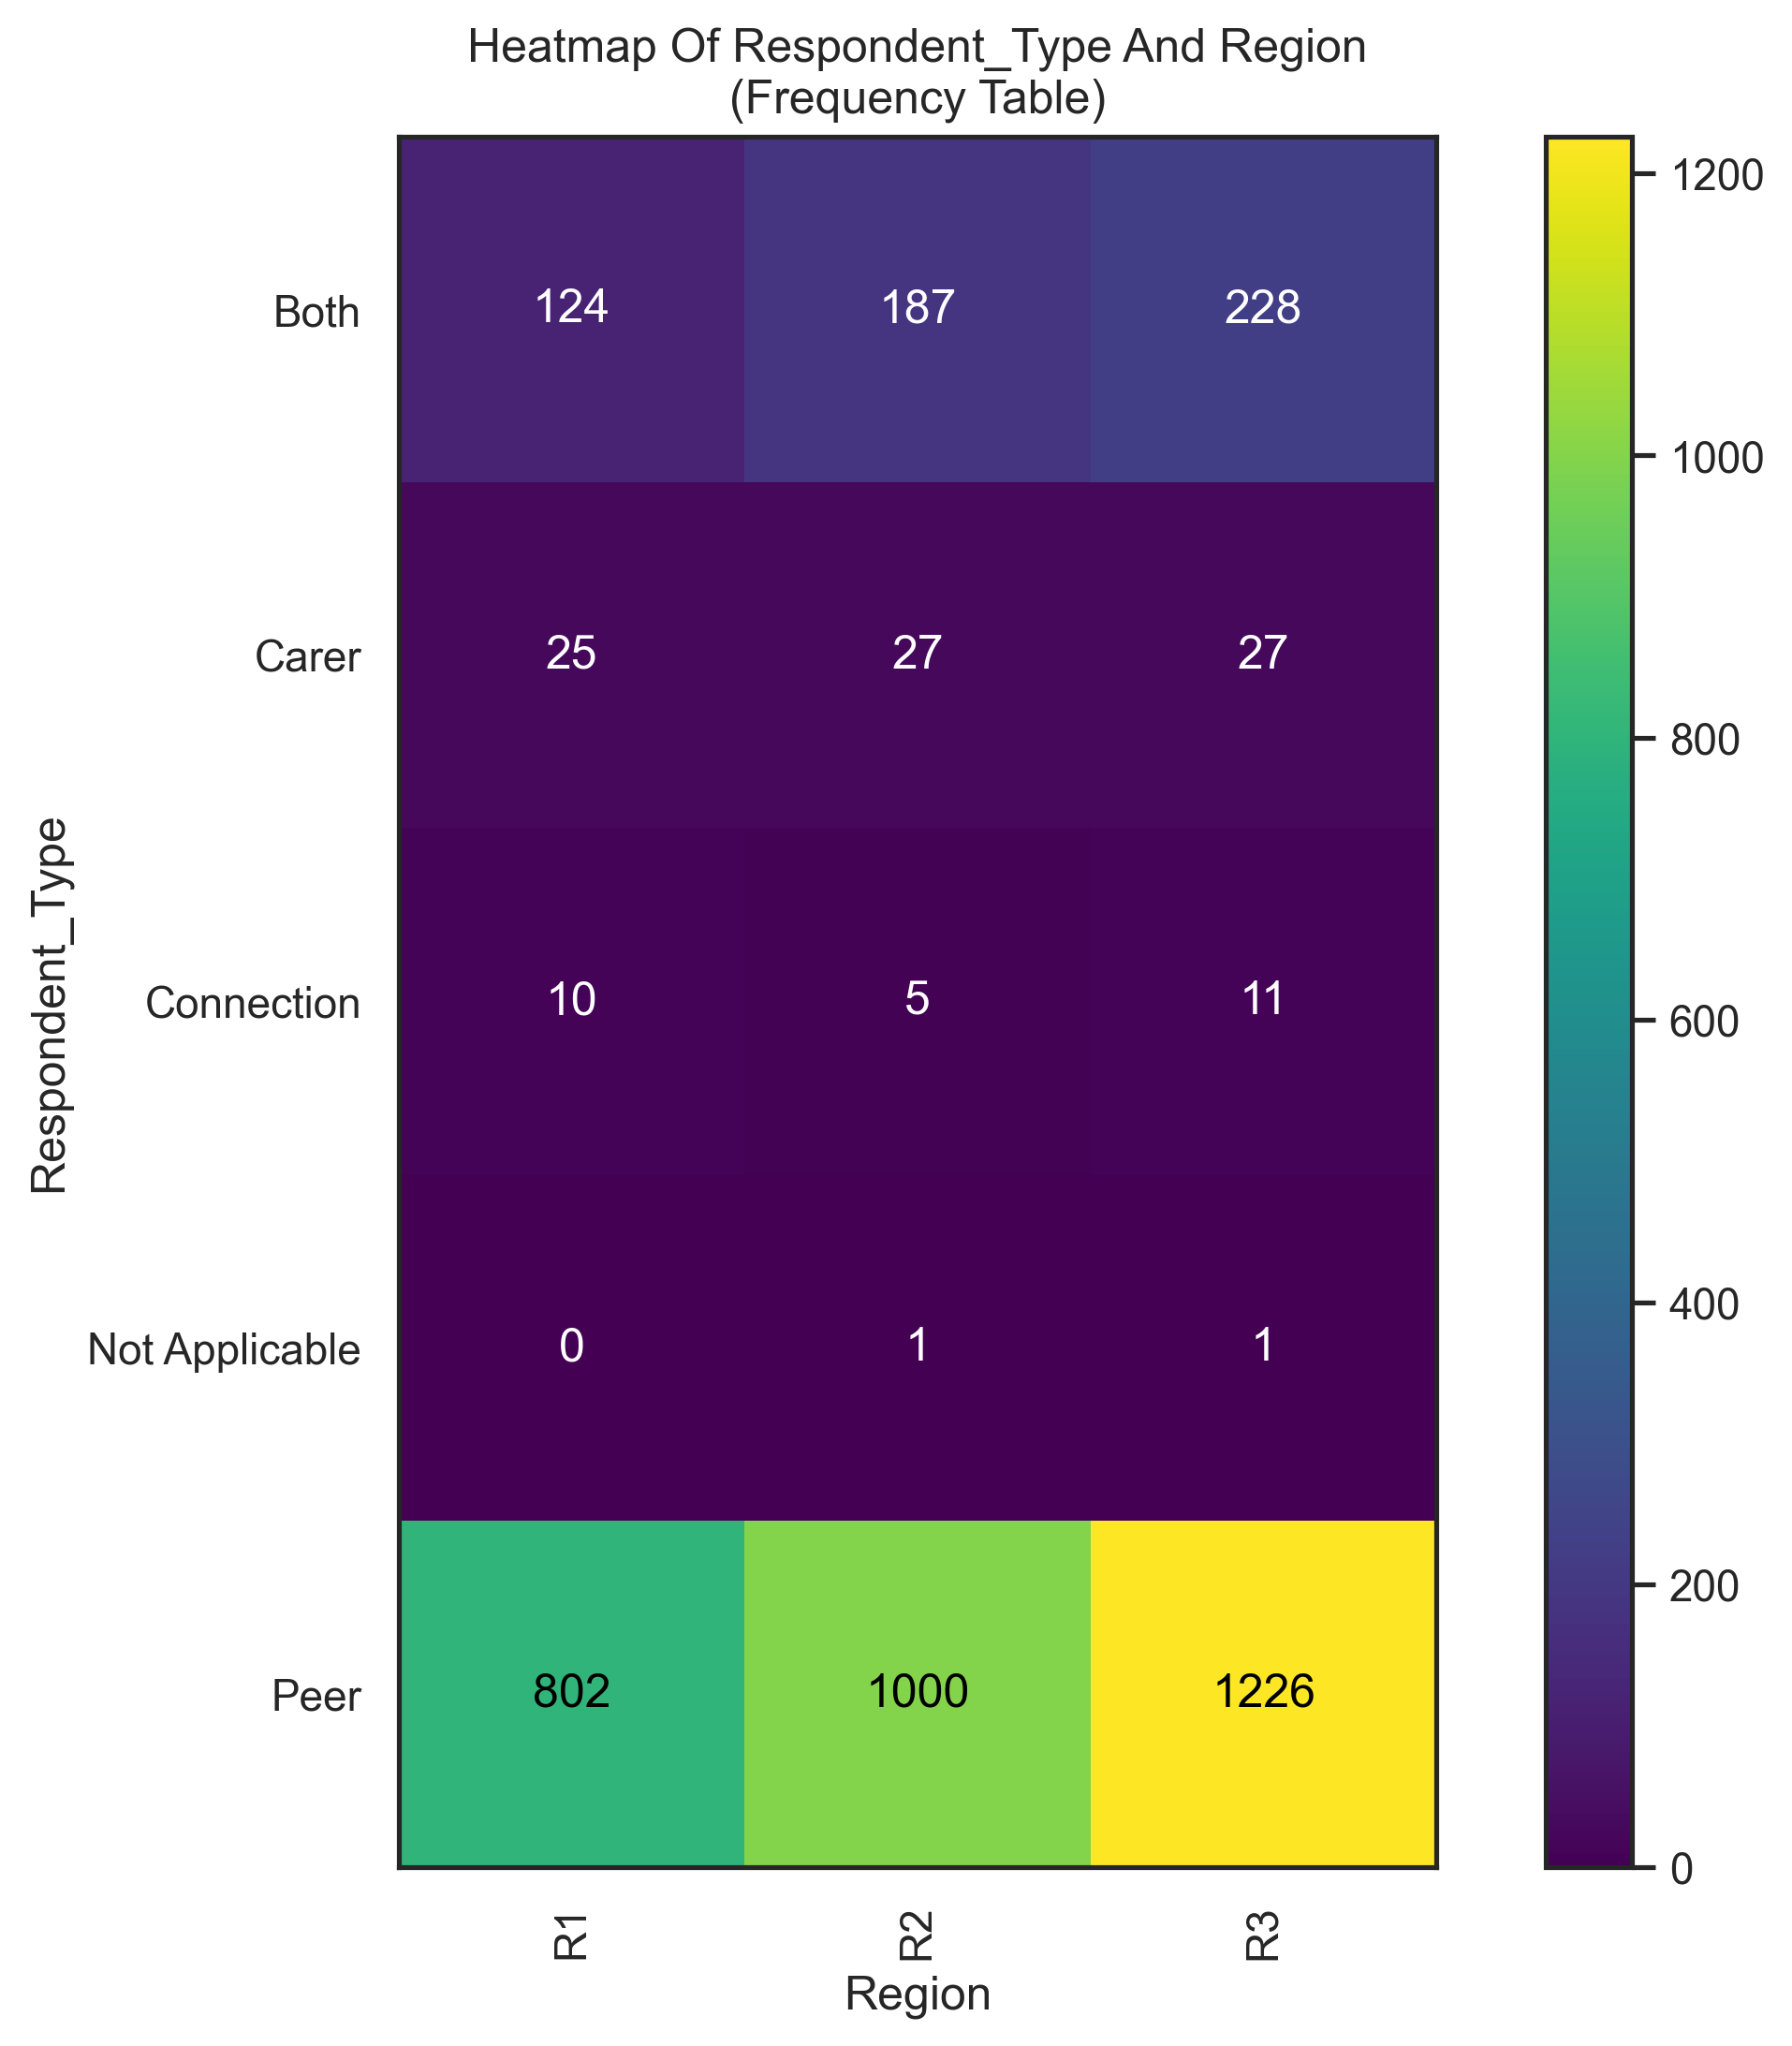 Heatmap Of Respondent_Type And Region
(Frequency Table)
Respondent_Type
Both 124 187 228
Carer 25 27 27
Connection 10 5 11
Not Applicable 0 1 1
Peer 802 1000 1226
R1 R2 R3
Region
1200
1000
800
600
400
200
0